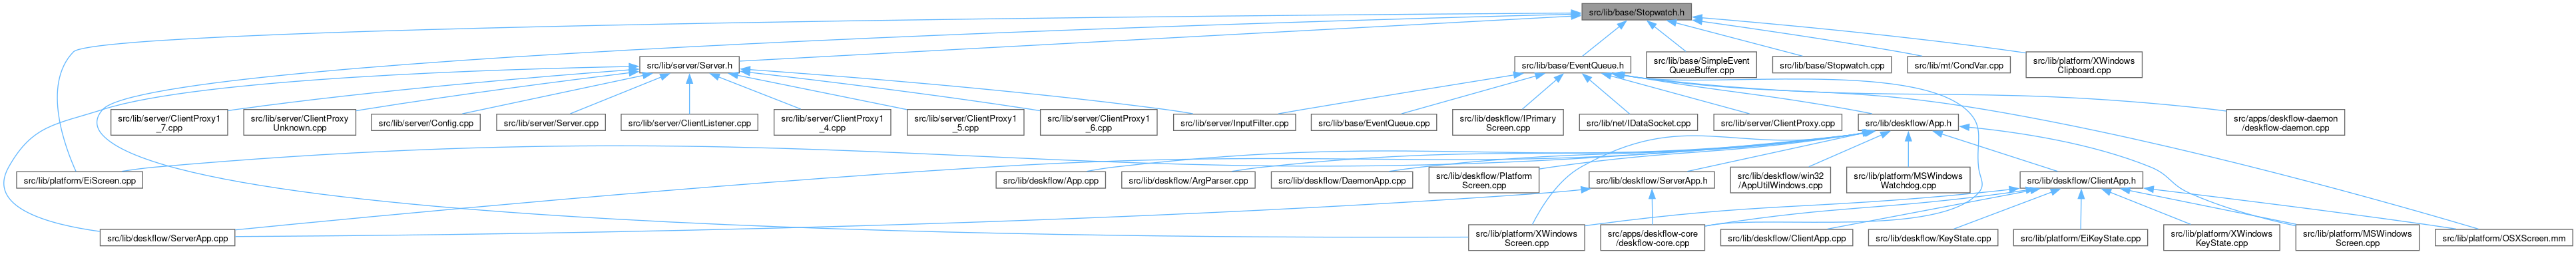 src/lib/base/Stopwatch.h
src/lib/server/Server.h
src/lib/base/EventQueue.h
src/lib/base/SimpleEvent
QueueBuffer.cpp
src/lib/base/Stopwatch.cpp
src/lib/mt/CondVar.cpp
src/lib/platform/XWindows
Clipboard.cpp
src/lib/server/ClientProxy1
_7.cpp
src/lib/server/ClientProxy
Unknown.cpp
src/lib/server/Config.cpp
src/lib/server/Server.cpp
src/lib/server/ClientListener.cpp
src/lib/server/ClientProxy1
_4.cpp
src/lib/server/ClientProxy1
_5.cpp
src/lib/server/ClientProxy1
_6.cpp
src/lib/server/InputFilter.cpp
src/lib/base/EventQueue.cpp
src/lib/deskflow/IPrimary
Screen.cpp
src/lib/net/IDataSocket.cpp
src/lib/server/ClientProxy.cpp
src/lib/deskflow/App.h
src/apps/deskflow-daemon
/deskflow-daemon.cpp
src/lib/platform/EiScreen.cpp
src/lib/deskflow/App.cpp
src/lib/deskflow/ArgParser.cpp
src/lib/deskflow/DaemonApp.cpp
src/lib/deskflow/Platform
Screen.cpp
src/lib/deskflow/ServerApp.h
src/lib/deskflow/win32
/AppUtilWindows.cpp
src/lib/platform/MSWindows
Watchdog.cpp
src/lib/deskflow/ClientApp.h
src/lib/deskflow/ServerApp.cpp
src/lib/platform/XWindows
Screen.cpp
src/apps/deskflow-core
/deskflow-core.cpp
src/lib/deskflow/ClientApp.cpp
src/lib/deskflow/KeyState.cpp
src/lib/platform/EiKeyState.cpp
src/lib/platform/XWindows
KeyState.cpp
src/lib/platform/MSWindows
Screen.cpp
src/lib/platform/OSXScreen.mm